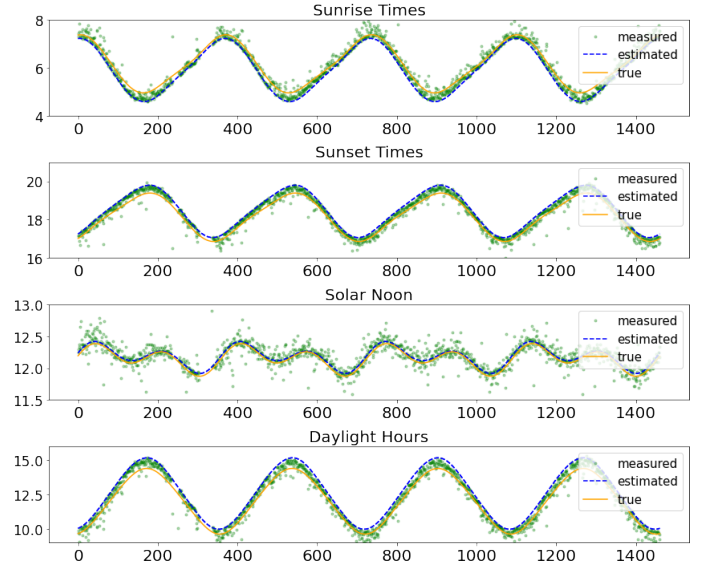 Sunrise Times
8
6
4
measured
estimated
true
0 200 400 600 800 1000 1200 1400
Sunset Times
20
18
16
measured
estimated
true
0 200 400 600 800 1000 1200 1400
Solar Noon
13.0
12.5
12.0
11.5
measured
estimated
true
0 200 400 600 800 1000 1200 1400
Daylight Hours
15.0
12.5
10.0
measured
estimated
true
0 200 400 600 800 1000 1200 1400